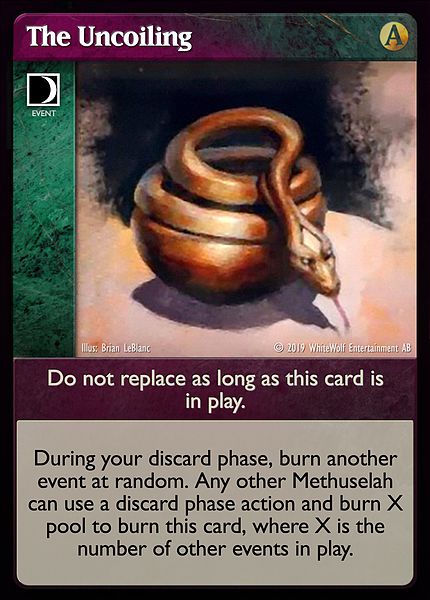 The Uncoiling
A
EVENT
Illus: Brian LeBlanc
© 2019 WhiteWolf Entertainment AB
Do not replace as long as this card is
in play.
During your discard phase, burn another
event at random. Any other Methuselah
can use a discard phase action and burn X
pool to burn this card, where X is the
number of other events in play.